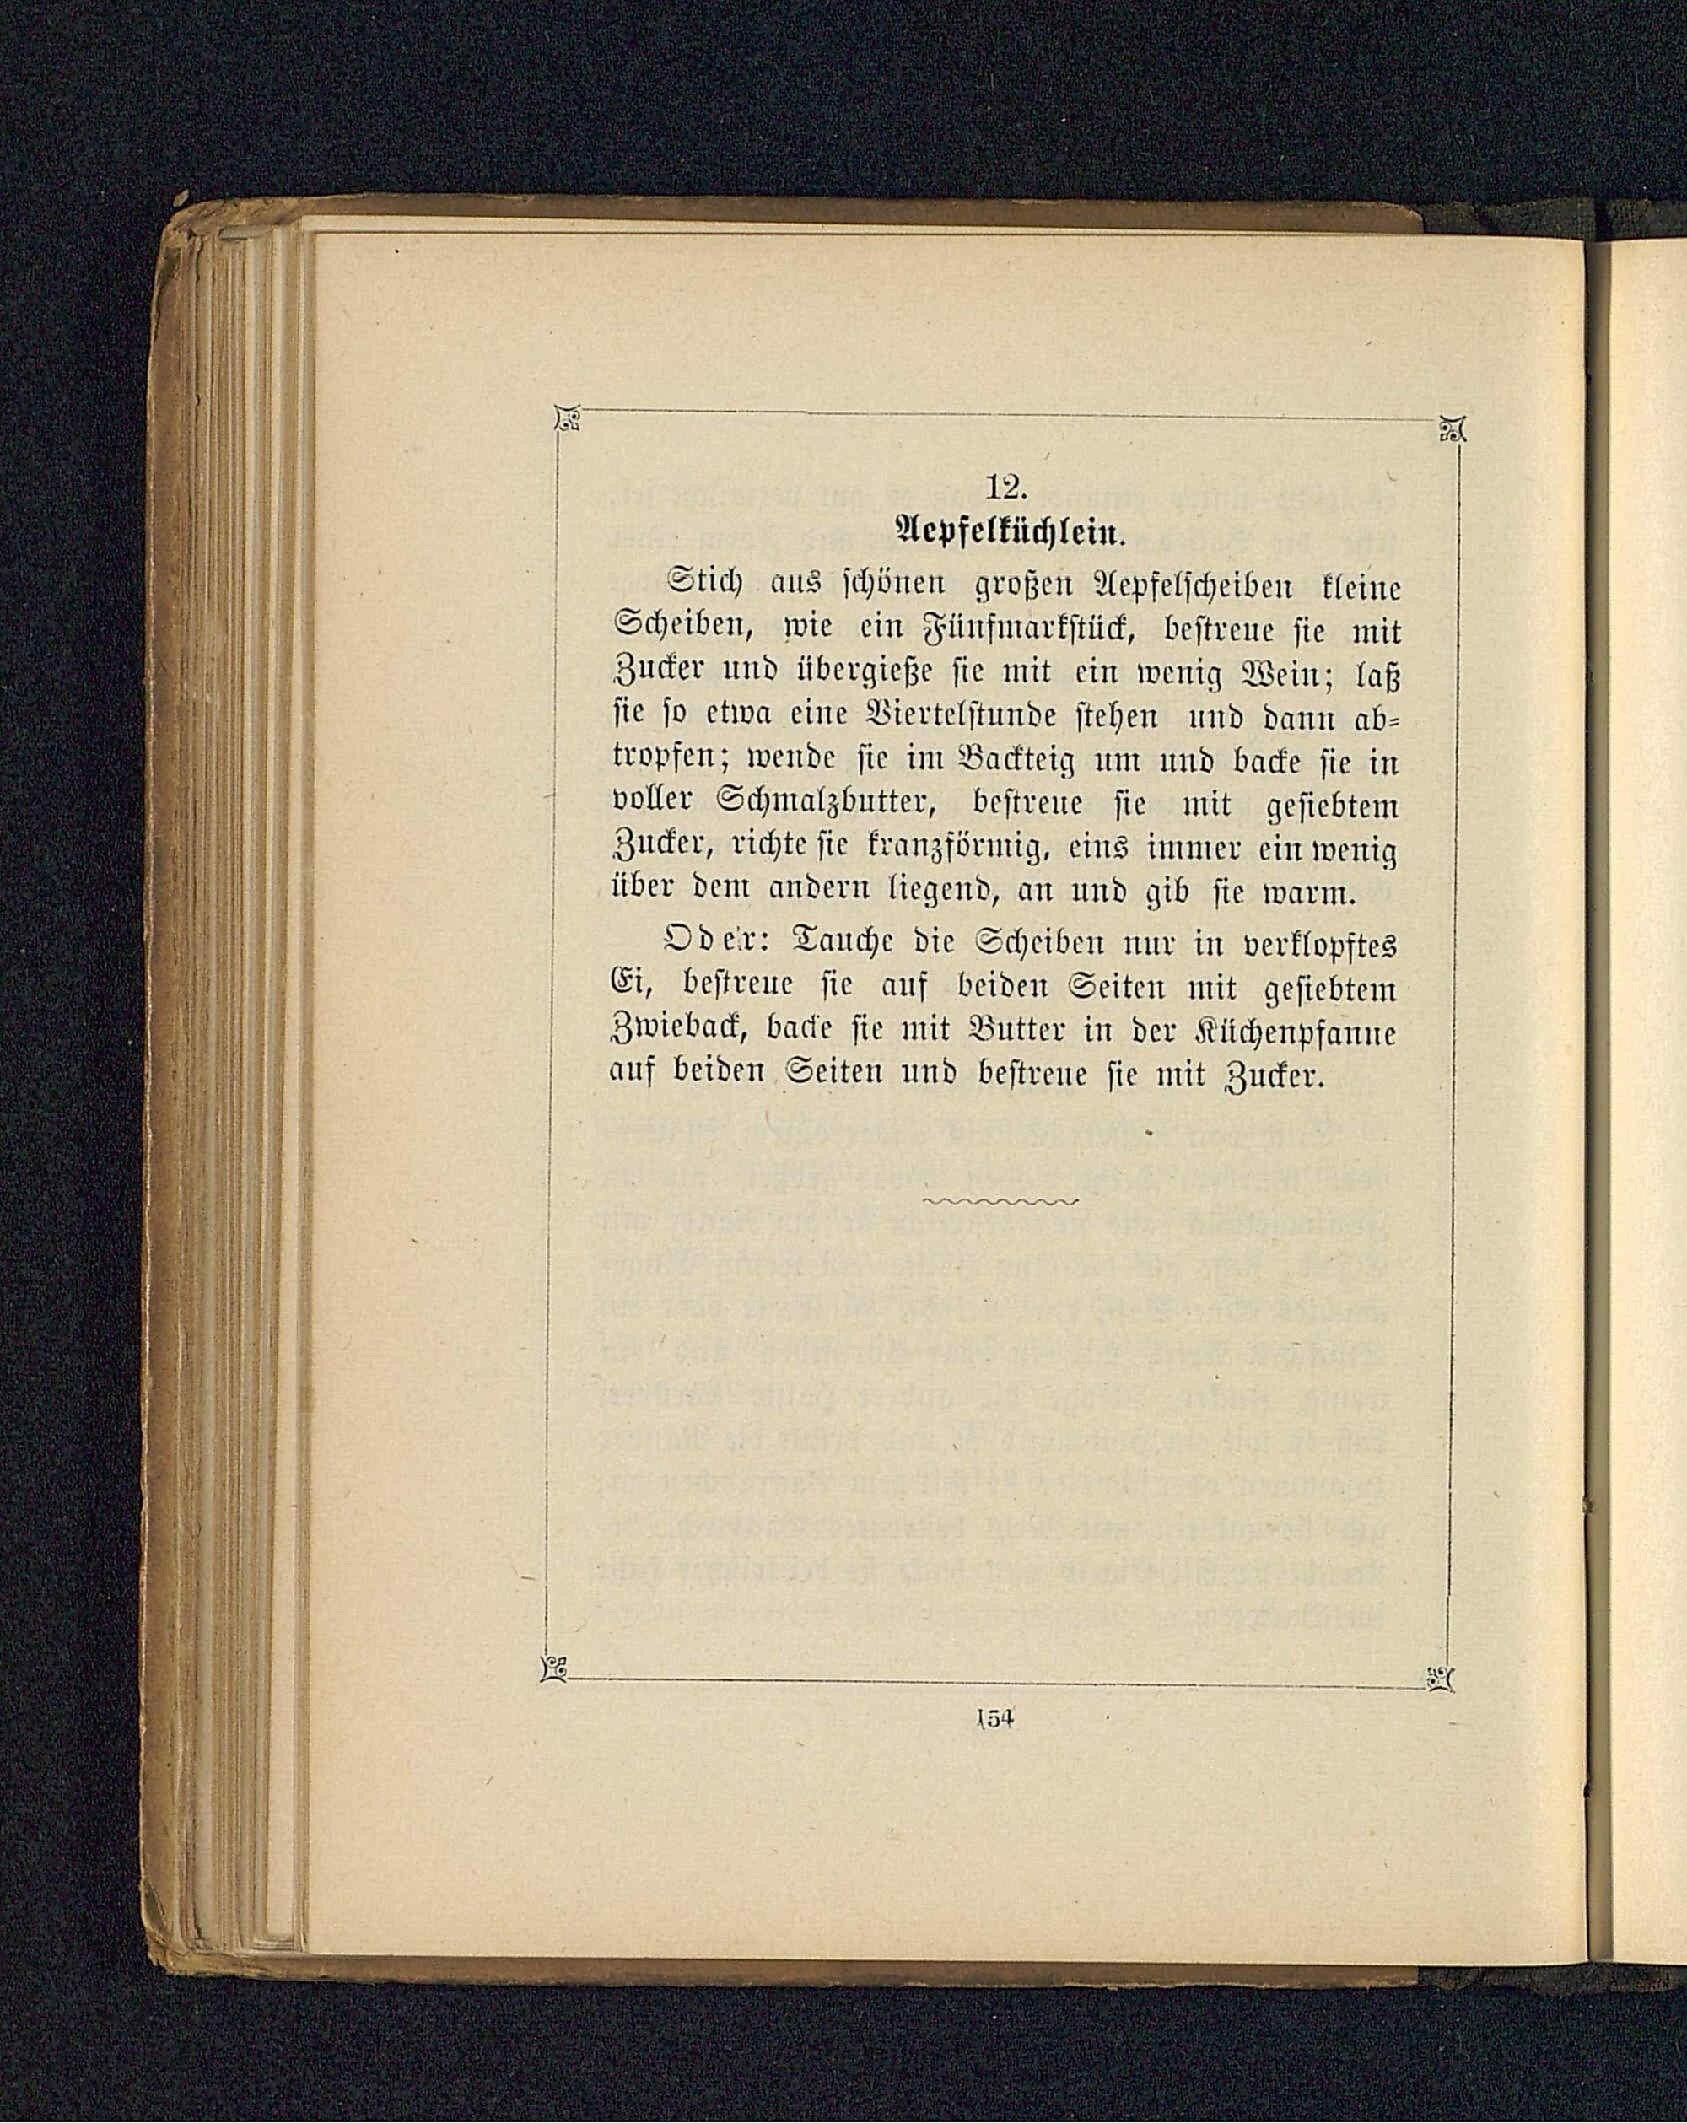 12.
Aepfelküchlein.
Stich aus schönen großen Aepfelscheiben kleine
Scheiben, wie ein Fünfmarkstück, bestreue sie mit
Zucker und übergieße sie mit ein wenig Wein; laß
sie so etwa eine Viertelstunde stehen und dann ab-
tropfen; wende sie im Backteig um und backe sie in
voller Schmalzbutter, bestreue sie mit gesiebtem
Zucker, richte sie kranzförmig, eins immer ein wenig
über dem andern liegend, an und gib sie warm.
Oder: Tauche die Scheiben nur in verklopftes
Ei, bestreue sie auf beiden Seiten mit gesiebtem
Zwieback, backe sie mit Butter in der Küchenpfanne
auf beiden Seiten und bestreue sie mit Zucker.
154